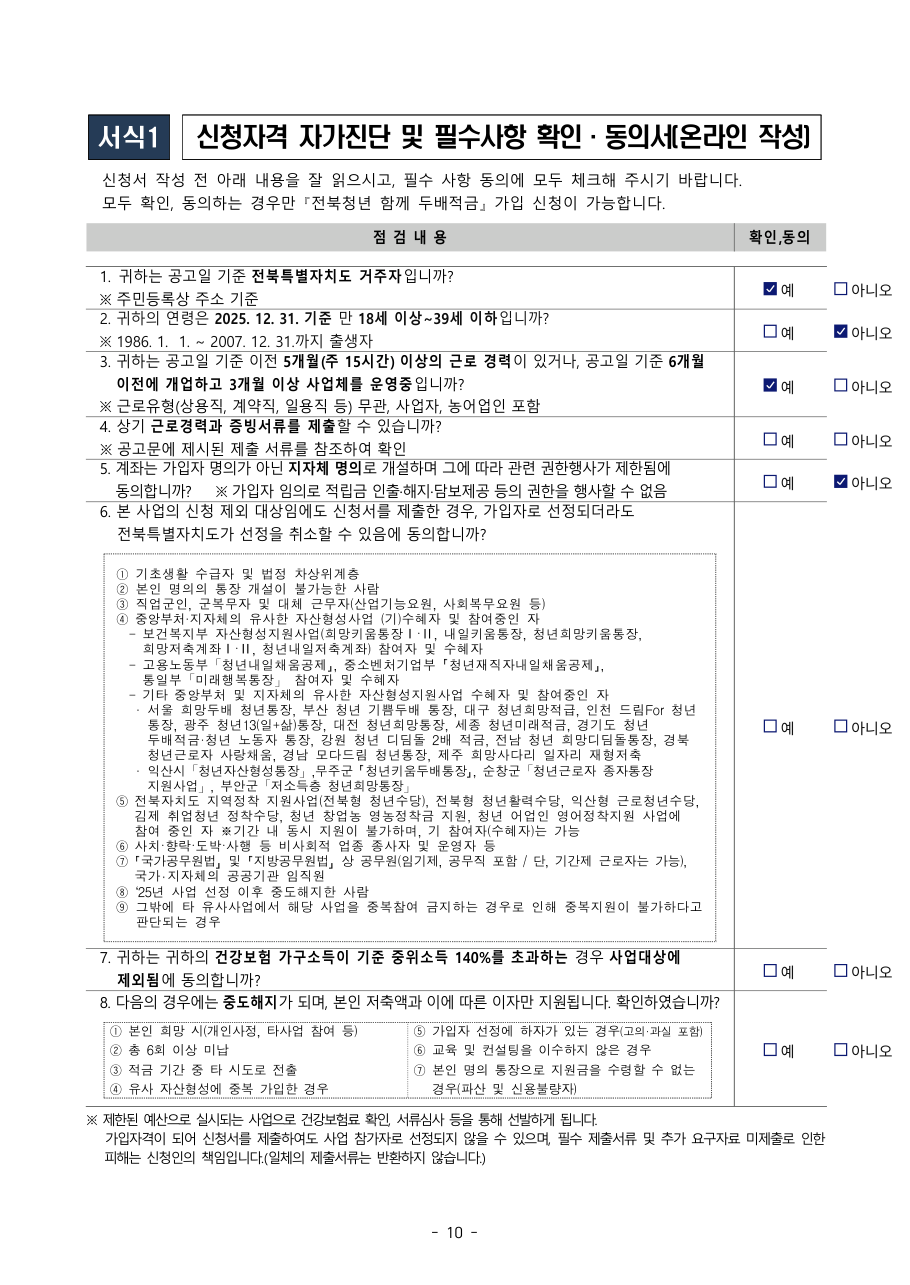 서식1 신청자격 자가진단 및 필수사항 확인·동의서(온라인 작성)
신청서 작성 전 아래 내용을 잘 읽으시고, 필수 사항 동의에 모두 체크해 주시기 바랍니다.
모두 확인, 동의하는 경우만 『전북청년 함께 두배적금』 가입 신청이 가능합니다.
점 검 내 용 확인,동의
1. 귀하는 공고일 기준 전북특별자치도 거주자입니까?
※ 주민등록상 주소 기준
☑ 예 ☐ 아니오
2. 귀하의 연령은 2025. 12. 31. 기준 만 18세 이상~39세 이하입니까?
※ 1986. 1. 1. ~ 2007. 12. 31.까지 출생자
☐ 예 ☑ 아니오
3. 귀하는 공고일 기준 이전 5개월(주 15시간) 이상의 근로 경력이 있거나, 공고일 기준 6개월
이전에 개업하고 3개월 이상 사업체를 운영중입니까?
※ 근로유형(상용직, 계약직, 일용직 등) 무관, 사업자, 농어업인 포함
☑ 예 ☐ 아니오
4. 상기 근로경력과 증빙서류를 제출할 수 있습니까?
※ 공고문에 제시된 제출 서류를 참조하여 확인
☐ 예 ☐ 아니오
5. 계좌는 가입자 명의가 아닌 지자체 명의로 개설하며 그에 따라 관련 권한행사가 제한됨에
동의합니까? ※ 가입자 임의로 적립금 인출·해지·담보제공 등의 권한을 행사할 수 없음
☐ 예 ☑ 아니오
6. 본 사업의 신청 제외 대상임에도 신청서를 제출한 경우, 가입자로 선정되더라도
전북특별자치도가 선정을 취소할 수 있음에 동의합니까?
① 기초생활 수급자 및 법정 차상위계층
② 본인 명의의 통장 개설이 불가능한 사람
③ 직업군인, 군복무자 및 대체 근무자(산업기능요원, 사회복무요원 등)
④ 중앙부처·지자체의 유사한 자산형성사업 (기)수혜자 및 참여중인 자
- 보건복지부 자산형성지원사업(희망키움통장Ⅰ·Ⅱ, 내일키움통장, 청년희망키움통장,
희망저축계좌Ⅰ·Ⅱ, 청년내일저축계좌) 참여자 및 수혜자
- 고용노동부「청년내일채움공제」, 중소벤처기업부『청년재직자내일채움공제』,
통일부「미래행복통장」 참여자 및 수혜자
- 기타 중앙부처 및 지자체의 유사한 자산형성지원사업 수혜자 및 참여중인 자
· 서울 희망두배 청년통장, 부산 청년 기쁨두배 통장, 대구 청년희망적급, 인천 드림For 청년
통장, 광주 청년13(일+삶)통장, 대전 청년희망통장, 세종 청년미래적금, 경기도 청년
두배적금·청년 노동자 통장, 강원 청년 디딤돌 2배 적금, 전남 청년 희망디딤돌통장, 경북
청년근로자 사랑채움, 경남 모다드림 청년통장, 제주 희망사다리 일자리 재형저축
· 익산시「청년자산형성통장」,무주군『청년키움두배통장』, 순창군「청년근로자 종자통장
지원사업」, 부안군「저소득층 청년희망통장」
⑤ 전북자치도 지역정착 지원사업(전북형 청년수당), 전북형 청년활력수당, 익산형 근로청년수당,
김제 취업청년 정착수당, 청년 창업농 영농정착금 지원, 청년 어업인 영어정착지원 사업에
참여 중인 자 ※기간 내 동시 지원이 불가하며, 기 참여자(수혜자)는 가능
⑥ 사치·향락·도박·사행 등 비사회적 업종 종사자 및 운영자 등
⑦『국가공무원법』및『지방공무원법』상 공무원(임기제, 공무직 포함 / 단, 기간제 근로자는 가능),
국가·지자체의 공공기관 임직원
⑧ '25년 사업 선정 이후 중도해지한 사람
⑨ 그밖에 타 유사사업에서 해당 사업을 중복참여 금지하는 경우로 인해 중복지원이 불가하다고
판단되는 경우
☐ 예 ☐ 아니오
7. 귀하는 귀하의 건강보험 가구소득이 기준 중위소득 140%를 초과하는 경우 사업대상에
제외됨에 동의합니까?
☐ 예 ☐ 아니오
8. 다음의 경우에는 중도해지가 되며, 본인 저축액과 이에 따른 이자만 지원됩니다. 확인하였습니까?
① 본인 희망 시(개인사정, 타사업 참여 등)
② 총 6회 이상 미납
③ 적금 기간 중 타 시도로 전출
④ 유사 자산형성에 중복 가입한 경우
⑤ 가입자 선정에 하자가 있는 경우(고의·과실 포함)
⑥ 교육 및 컨설팅을 이수하지 않은 경우
⑦ 본인 명의 통장으로 지원금을 수령할 수 없는
경우(파산 및 신용불량자)
☐ 예 ☐ 아니오
※ 제한된 예산으로 실시되는 사업으로 건강보험료 확인, 서류심사 등을 통해 선발하게 됩니다.
가입자격이 되어 신청서를 제출하여도 사업 참가자로 선정되지 않을 수 있으며, 필수 제출서류 및 추가 요구자료 미제출로 인한
피해는 신청인의 책임입니다.(일체의 제출서류는 반환하지 않습니다.)
- 10 -